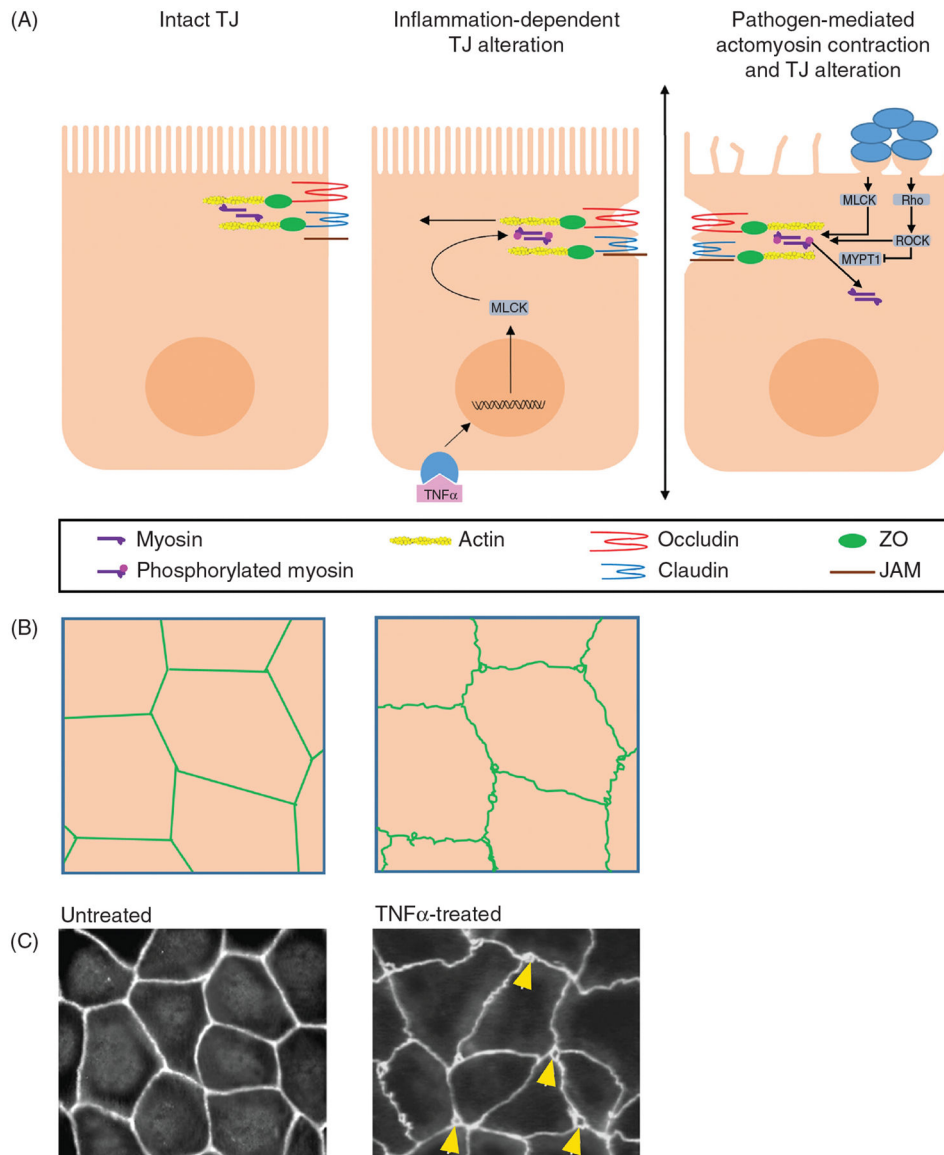 (A)
Intact TJ
Inflammation-dependent
TJ alteration
Pathogen-mediated
actomyosin contraction
and TJ alteration
MLCK
Rho
ROCK
MYPT1
MLCK
TNFα
Myosin
Actin
Occludin
ZO
Phosphorylated myosin
Claudin
JAM
(B)
Untreated
TNFα-treated
(C)